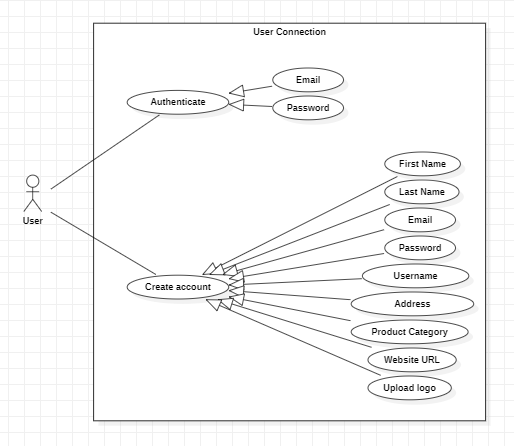 User Connection
Email
Authenticate
Password
First Name
Last Name
User
Email
Password
Username
Create account
Address
Product Category
Website URL
Upload logo